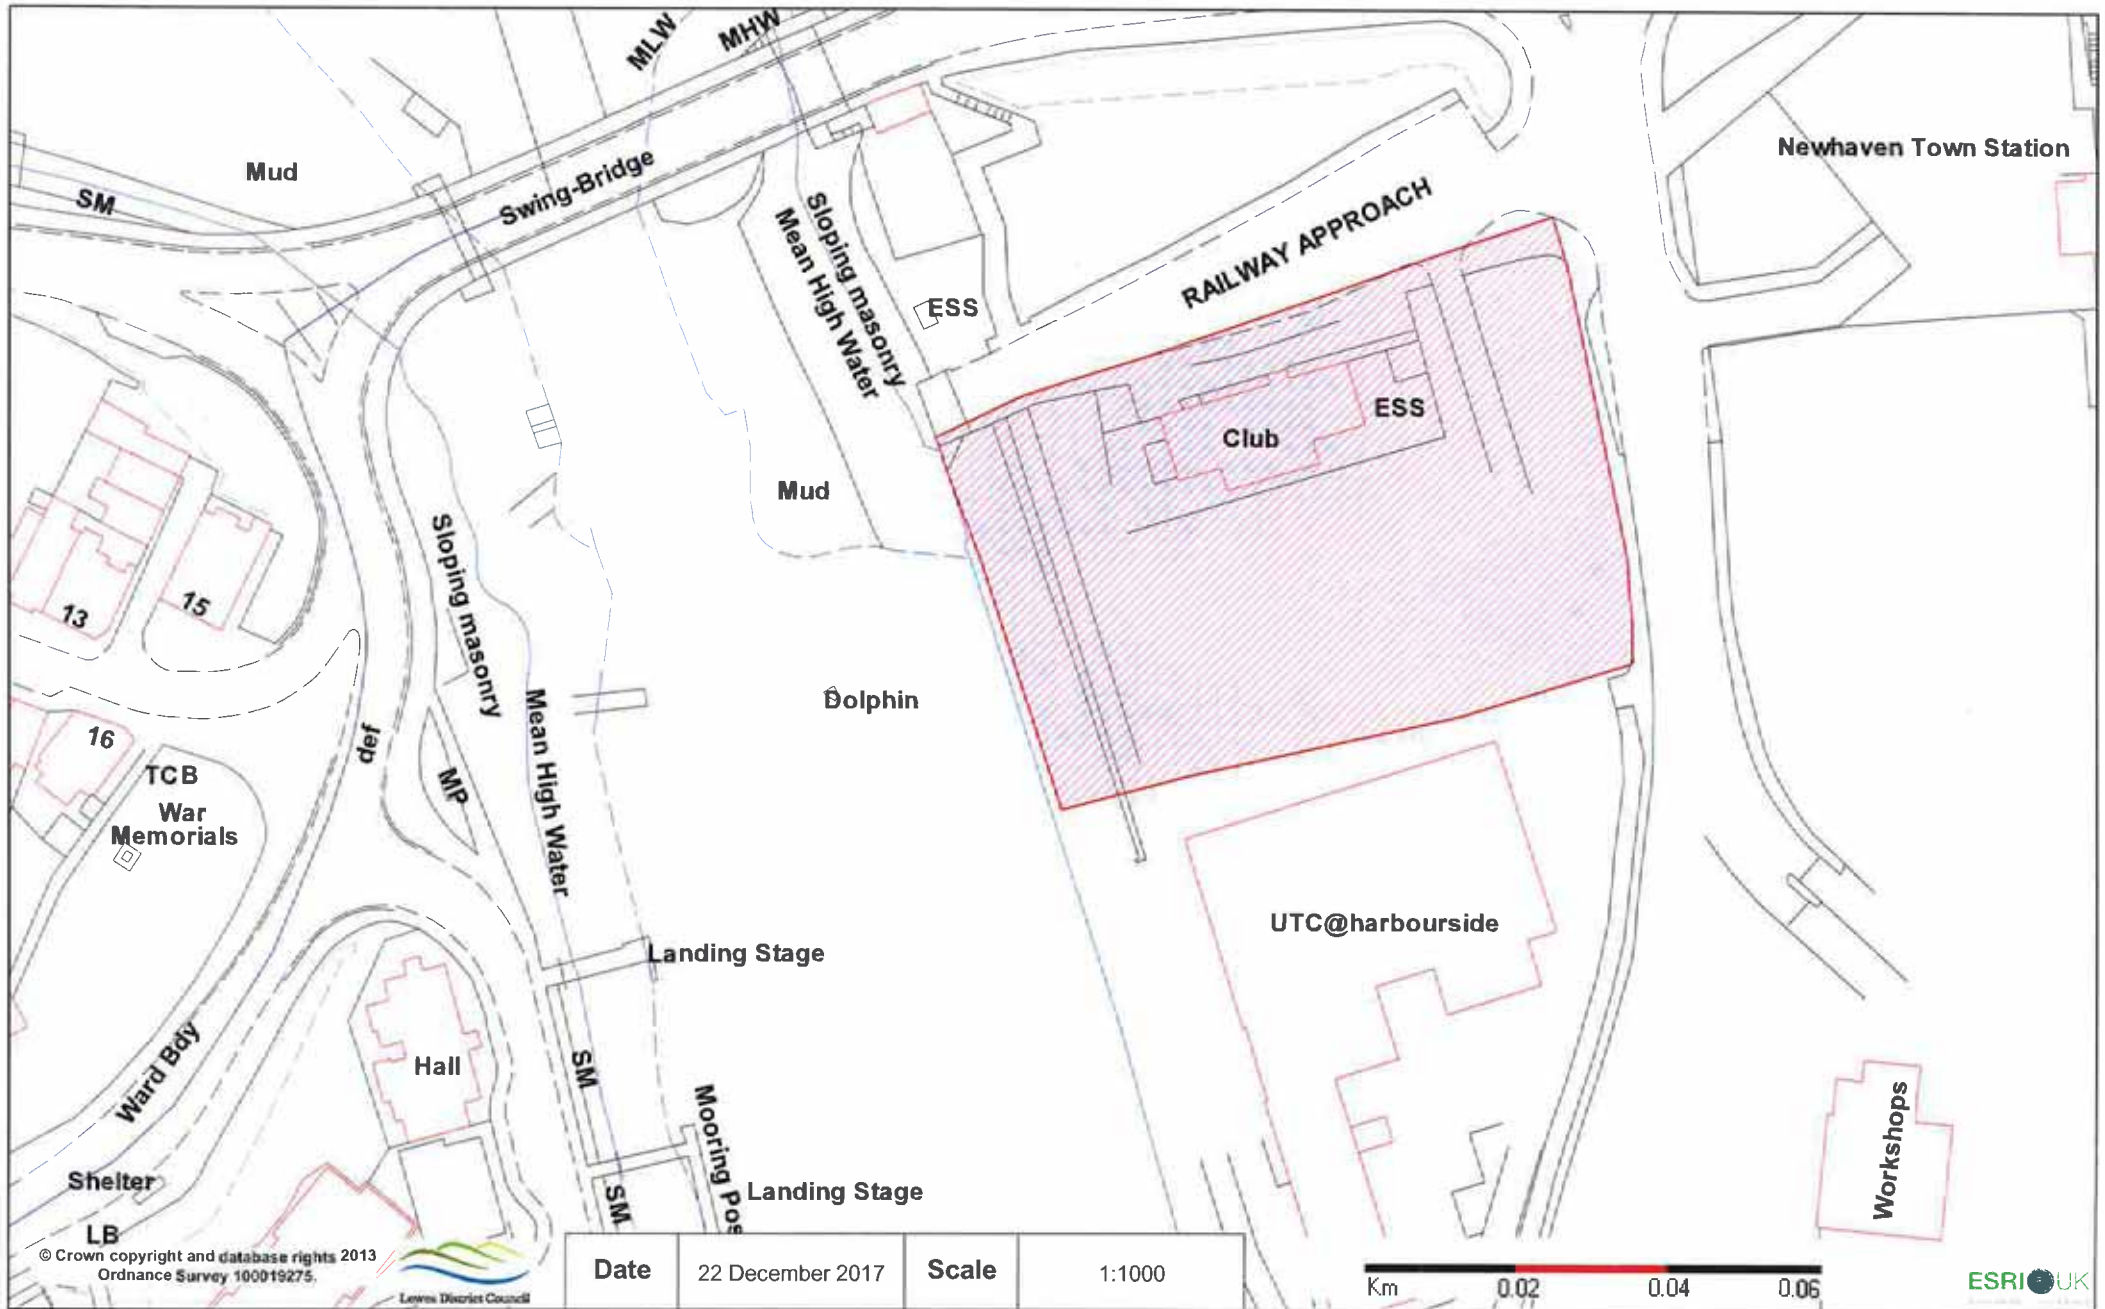 MLW
MHW
Mud
SM
Swing-Bridge
Sloping masonry
Mean High Water
ESS
RAILWAY APPROACH
Newhaven Town Station
Club
ESS
Mud
Sloping masonry
Mean High Water
13
15
16
TCB
War
Memorials
def
MP
Dolphin
UTC@harbourside
Landing Stage
Hall
Ward Bdy
SM
Mooring Pos
Landing Stage
SM
Shelter
LB
Workshops
© Crown copyright and database rights 2013
Ordnance Survey 100019275.
Lewes District Council
Date
22 December 2017
Scale
1:1000
Km
0.02
0.04
0.06
ESRI UK